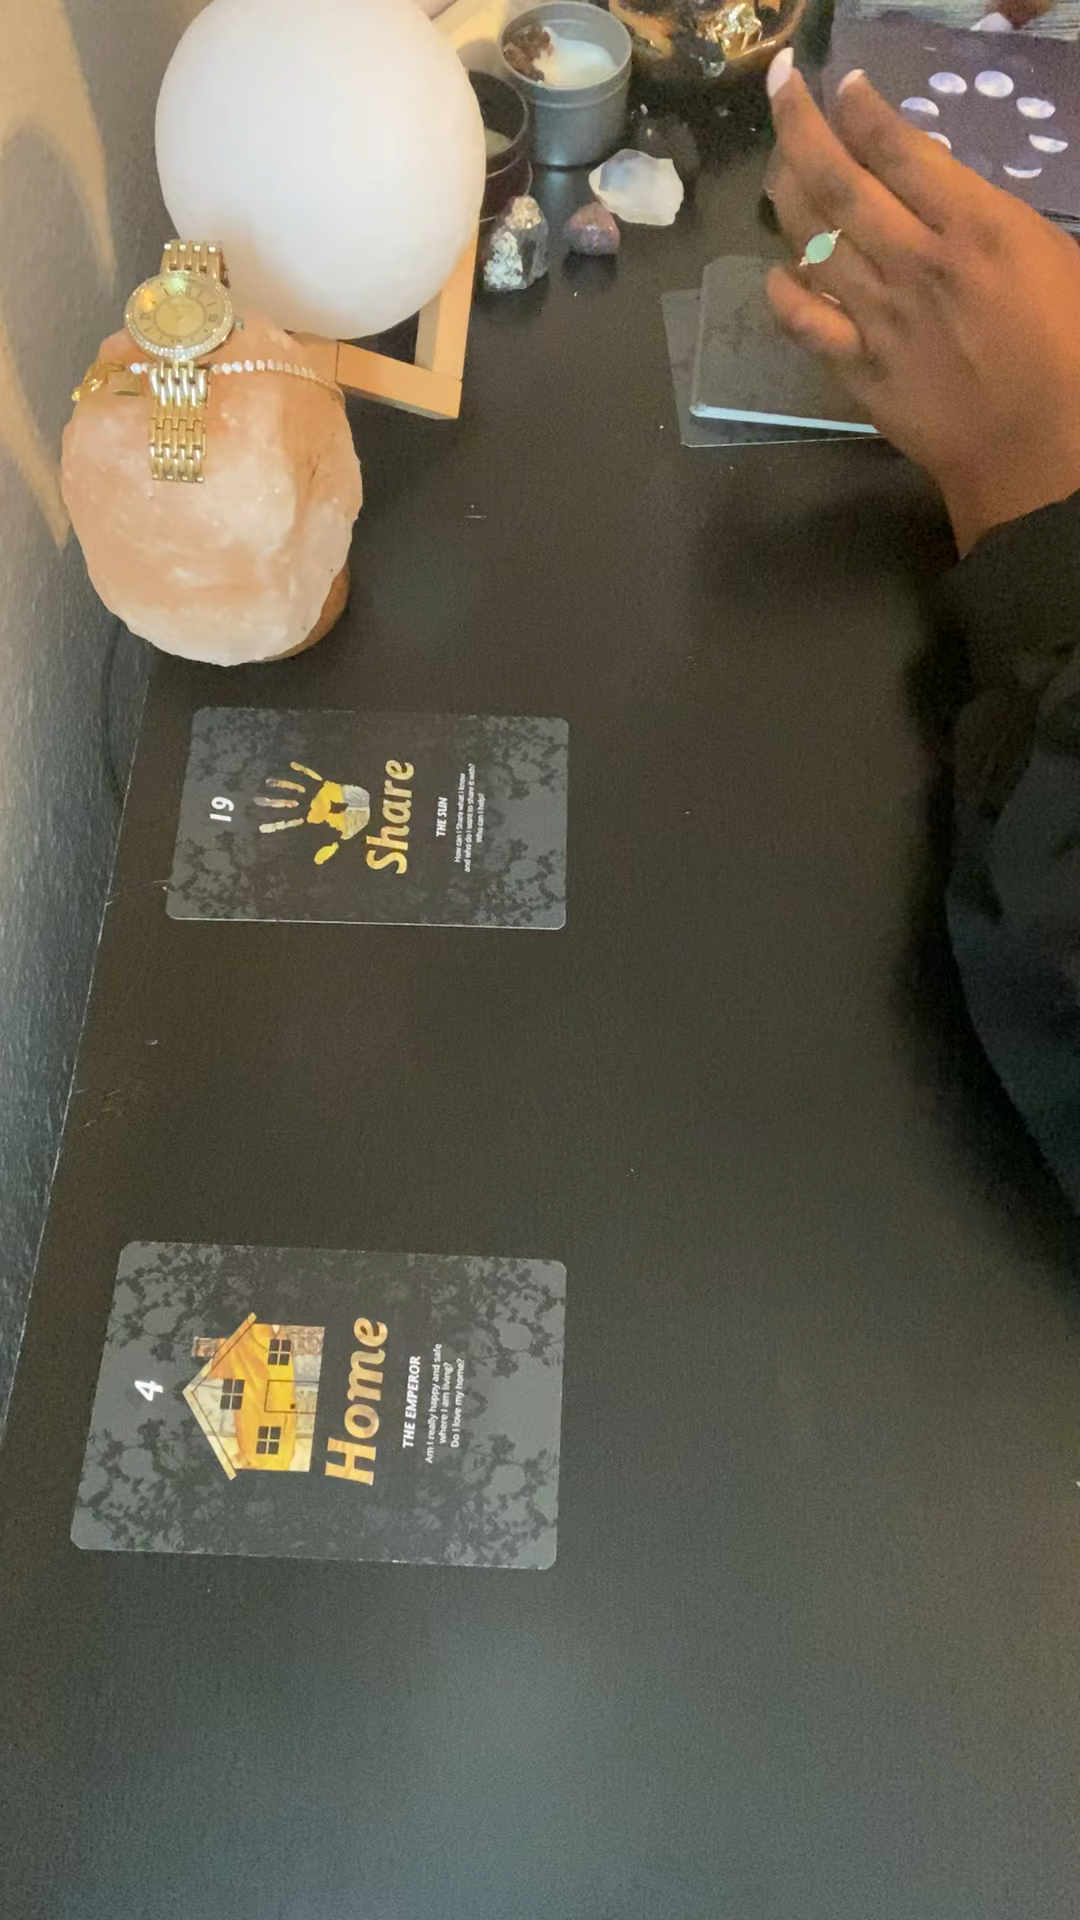 19
Share
THE SUN
How can I Share what I know
and who do I want to share it with?
Who can I help?
4
Home
THE EMPEROR
Am I really happy and safe
where I am living?
Do I love my home?